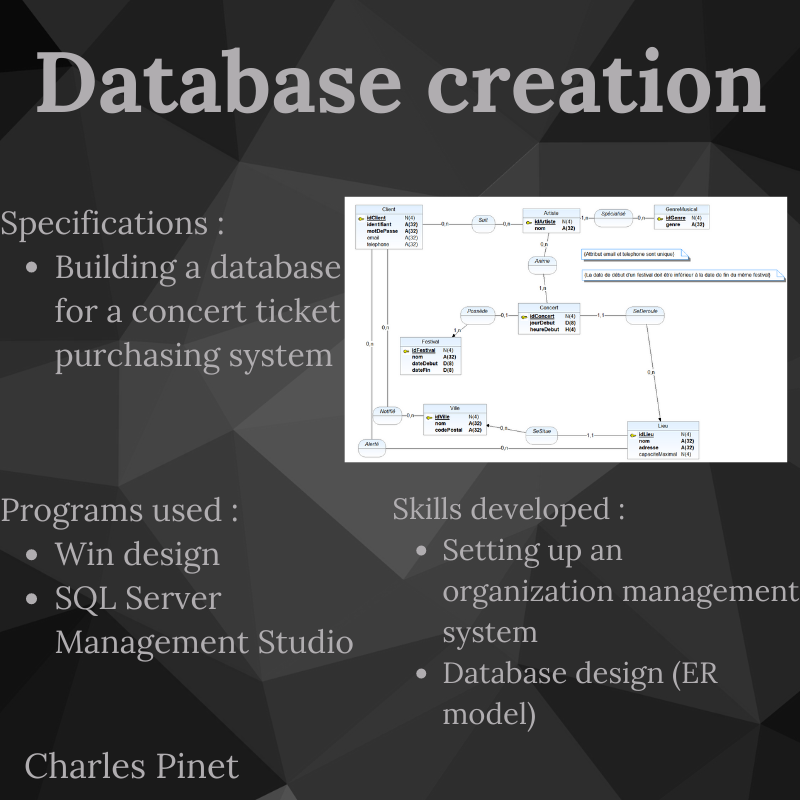 Database creation
Specifications :
Building a database
for a concert ticket
purchasing system
Client
idClient N(4)
identifiant A(32)
motDePasse A(32)
email A(32)
telephone A(32)
0,n
Suit
0,n
Artiste
idArtiste N(4)
nom A(32)
1,n
Spécialisé
0,n
GenreMusical
idGenre N(4)
genre A(32)
0,n
Anime
1,n
(Attribut email et telephone sont unique)
(La date de début d'un festival doit être inférieur à la date de fin du même festival)
Possède
0,1
1,n
Concert
idConcert N(4)
jourDebut D(8)
heureDebut H(4)
1,1
SeDeroule
0,n
Festival
idFestival N(4)
nom A(32)
dateDebut D(8)
dateFin D(8)
0,n
0,n
Notifié
0,n
Ville
idVille N(4)
nom A(32)
codePostal A(32)
0,n
SeSitue
1,1
Lieu
idLieu N(4)
nom A(32)
adresse A(32)
capaciteMaximal N(4)
Alerté
0,n
Programs used :
Win design
SQL Server
Management Studio
Skills developed :
Setting up an
organization management
system
Database design (ER
model)
Charles Pinet